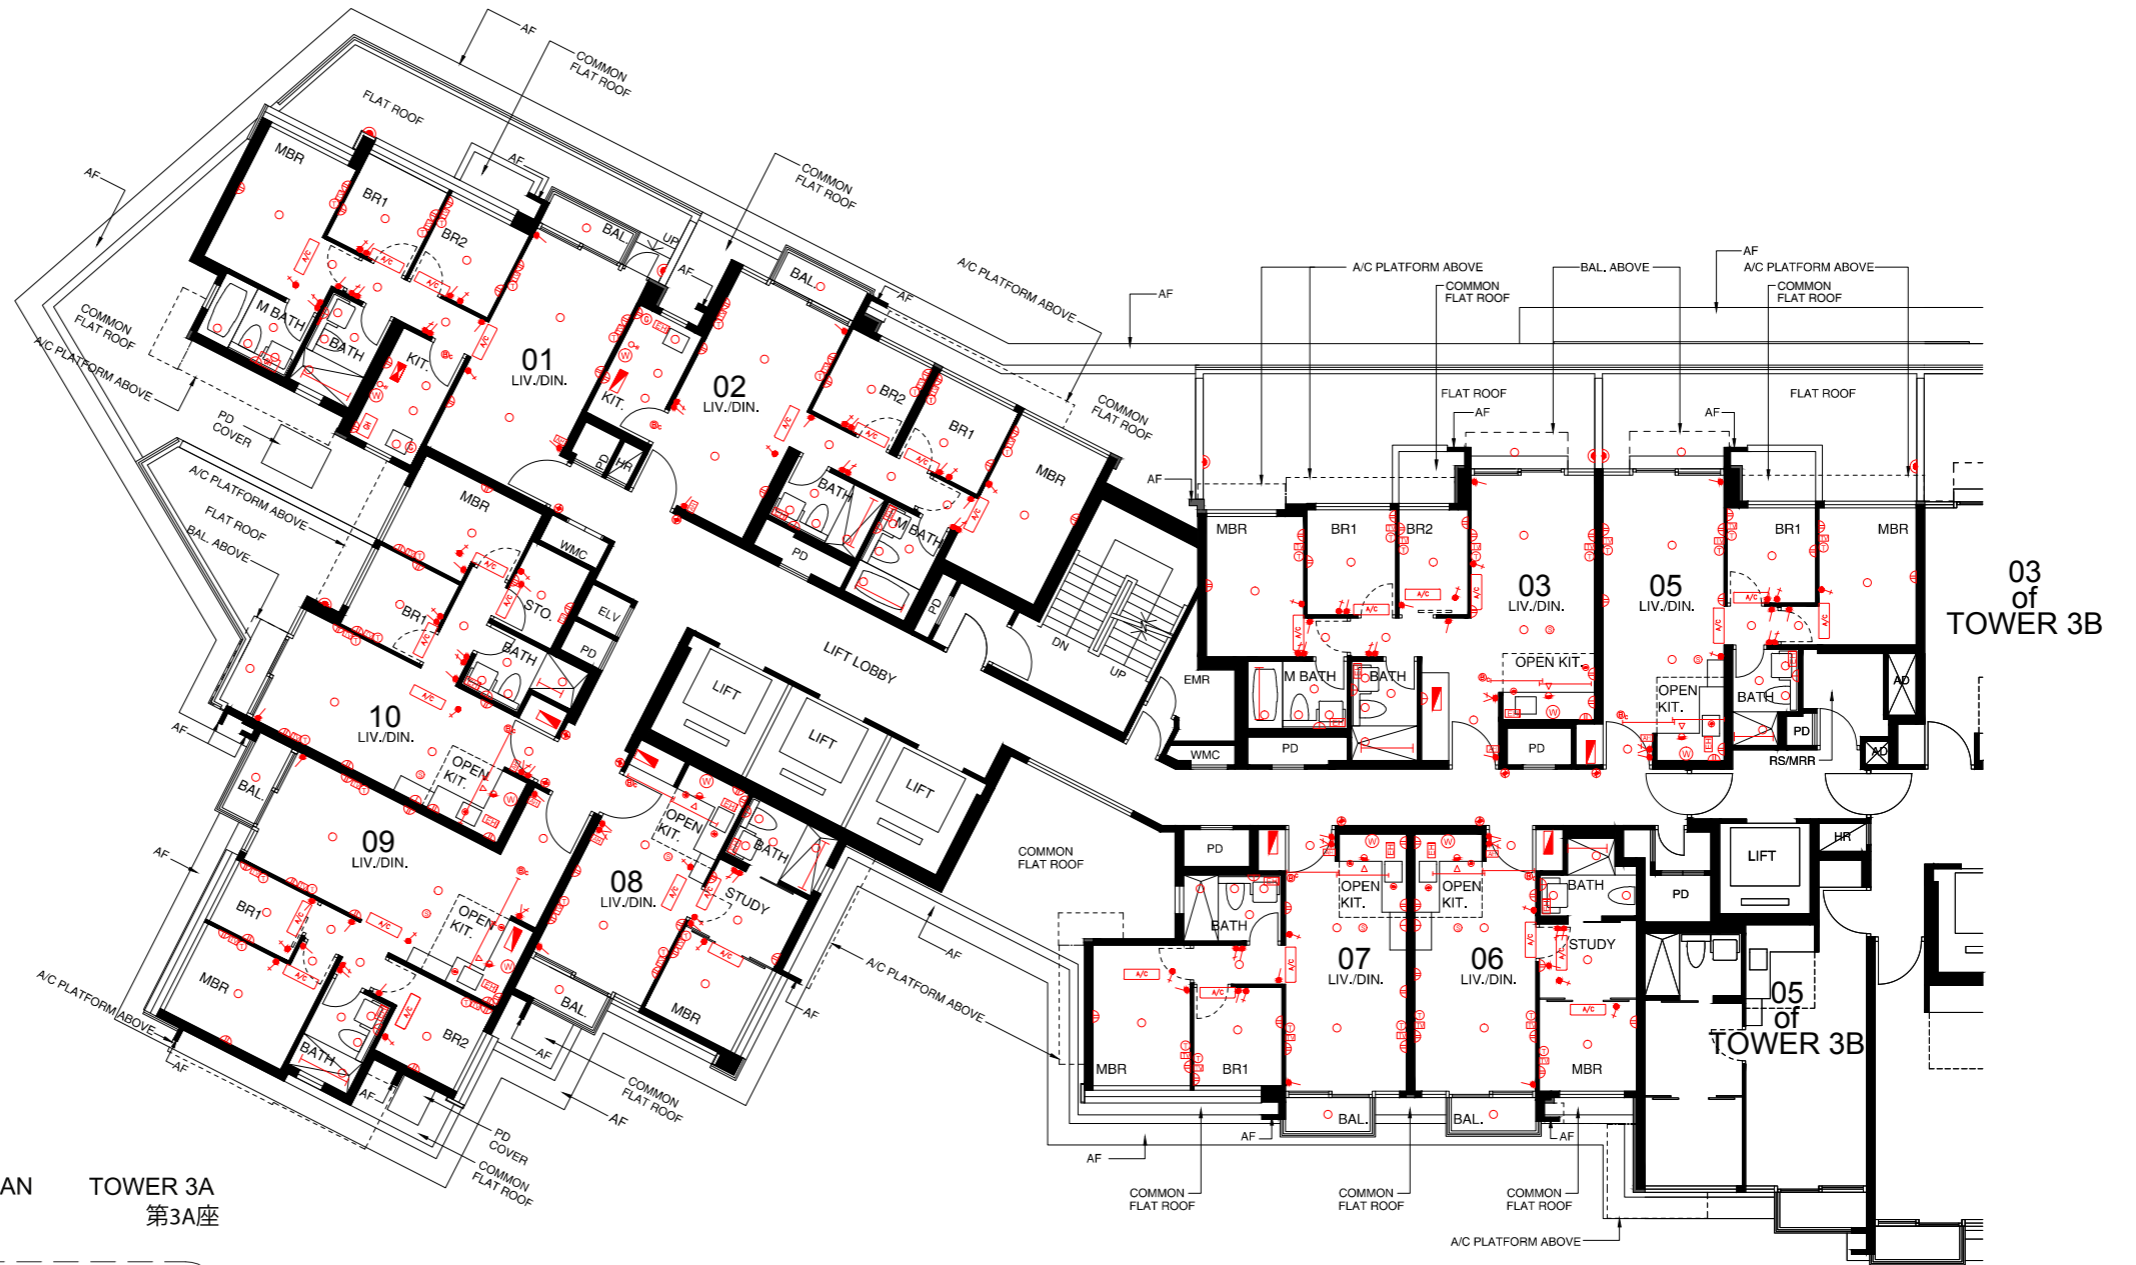 AF
COMMON
FLAT ROOF
FLAT ROOF
AF
COMMON
FLAT ROOF
AF
MBR
BR1
BR2
BAL.
UP
AF
BAL.
AF
A/C PLATFORM ABOVE
AF
M BATH
BATH
KIT.
01
LIV./DIN.
KIT.
02
LIV./DIN.
BR2
BR1
MBR
COMMON
FLAT ROOF
COMMON
FLAT ROOF
A/C PLATFORM ABOVE
PD
COVER
PD
HR
BATH
M BATH
PD
PD
A/C PLATFORM ABOVE
FLAT ROOF
BAL. ABOVE
MBR
WMC
BR1
STO.
ELV
PD
BATH
10
LIV./DIN.
OPEN
KIT.
AF
LIFT LOBBY
LIFT
LIFT
LIFT
DN
UP
EMR
WMC
A/C PLATFORM ABOVE
BAL. ABOVE
AF
A/C PLATFORM ABOVE
COMMON
FLAT ROOF
COMMON
FLAT ROOF
FLAT ROOF
FLAT ROOF
AF
AF
AF
MBR
BR1
BR2
03
LIV./DIN.
OPEN KIT.
M BATH
BATH
PD
PD
05
LIV./DIN.
OPEN
KIT.
BR1
MBR
BATH
PD
AD
AD
RS/MRR
03
of
TOWER 3B
BAL.
09
LIV./DIN.
AF
BR1
MBR
OPEN
KIT.
BATH
BR2
A/C PLATFORM ABOVE
AF
AF
AF
PD
COVER
COMMON
FLAT ROOF
COMMON
FLAT ROOF
AF
08
LIV./DIN.
OPEN
KIT.
BATH
STUDY
MBR
BAL.
AF
AF
A/C PLATFORM ABOVE
COMMON
FLAT ROOF
PD
BATH
OPEN
KIT.
07
LIV./DIN.
MBR
BR1
BAL.
OPEN
KIT.
06
LIV./DIN.
BATH
STUDY
MBR
BAL.
PD
LIFT
HR
05
of
TOWER 3B
AF
AF
AF
COMMON
FLAT ROOF
COMMON
FLAT ROOF
COMMON
FLAT ROOF
A/C PLATFORM ABOVE
AN
TOWER 3A
第3A座